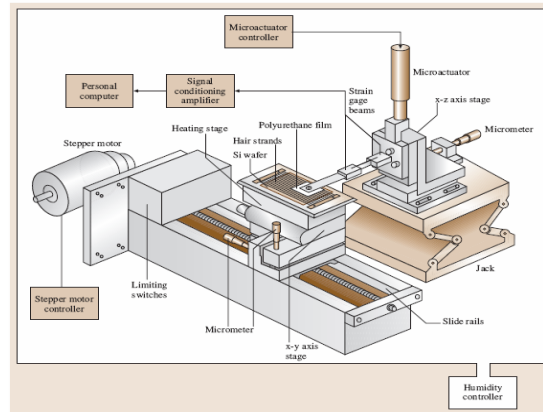 Microactuator
controller
Microactuator
Personal
computer
Signal
conditioning
amplifier
Strain
gage
beams
x-z axis stage
Heating stage
Polyurethane film
Micrometer
Stepper motor
Hair strands
Si wafer
Limiting
switches
Jack
Stepper motor
controller
Micrometer
Slide rails
x-y axis
stage
Humidity
controller